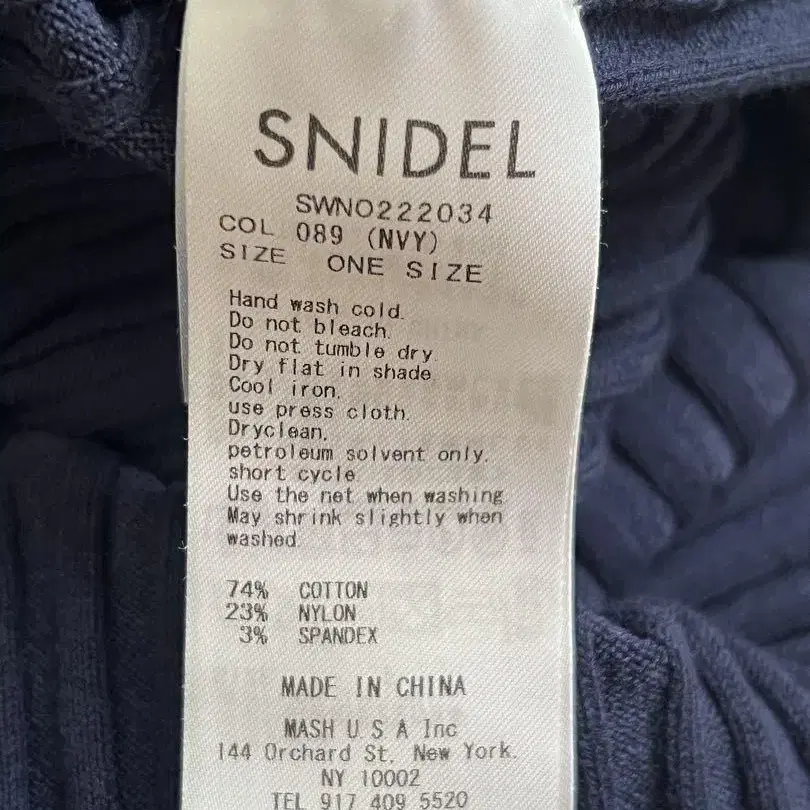 SNIDEL
SWNO222034
COL 089 (NVY)
SIZE ONE SIZE
Hand wash cold.
Do not bleach.
Do not tumble dry.
Dry flat in shade.
Cool iron.
use press cloth.
Dryclean.
petroleum solvent only.
short cycle.
Use the net when washing
May shrink slightly when
washed.
74% COTTON
23% NYLON
3% SPANDEX
MADE IN CHINA
MASH U S A Inc
144 Orchard St. New York.
NY 10002
TEL 917 409 5520